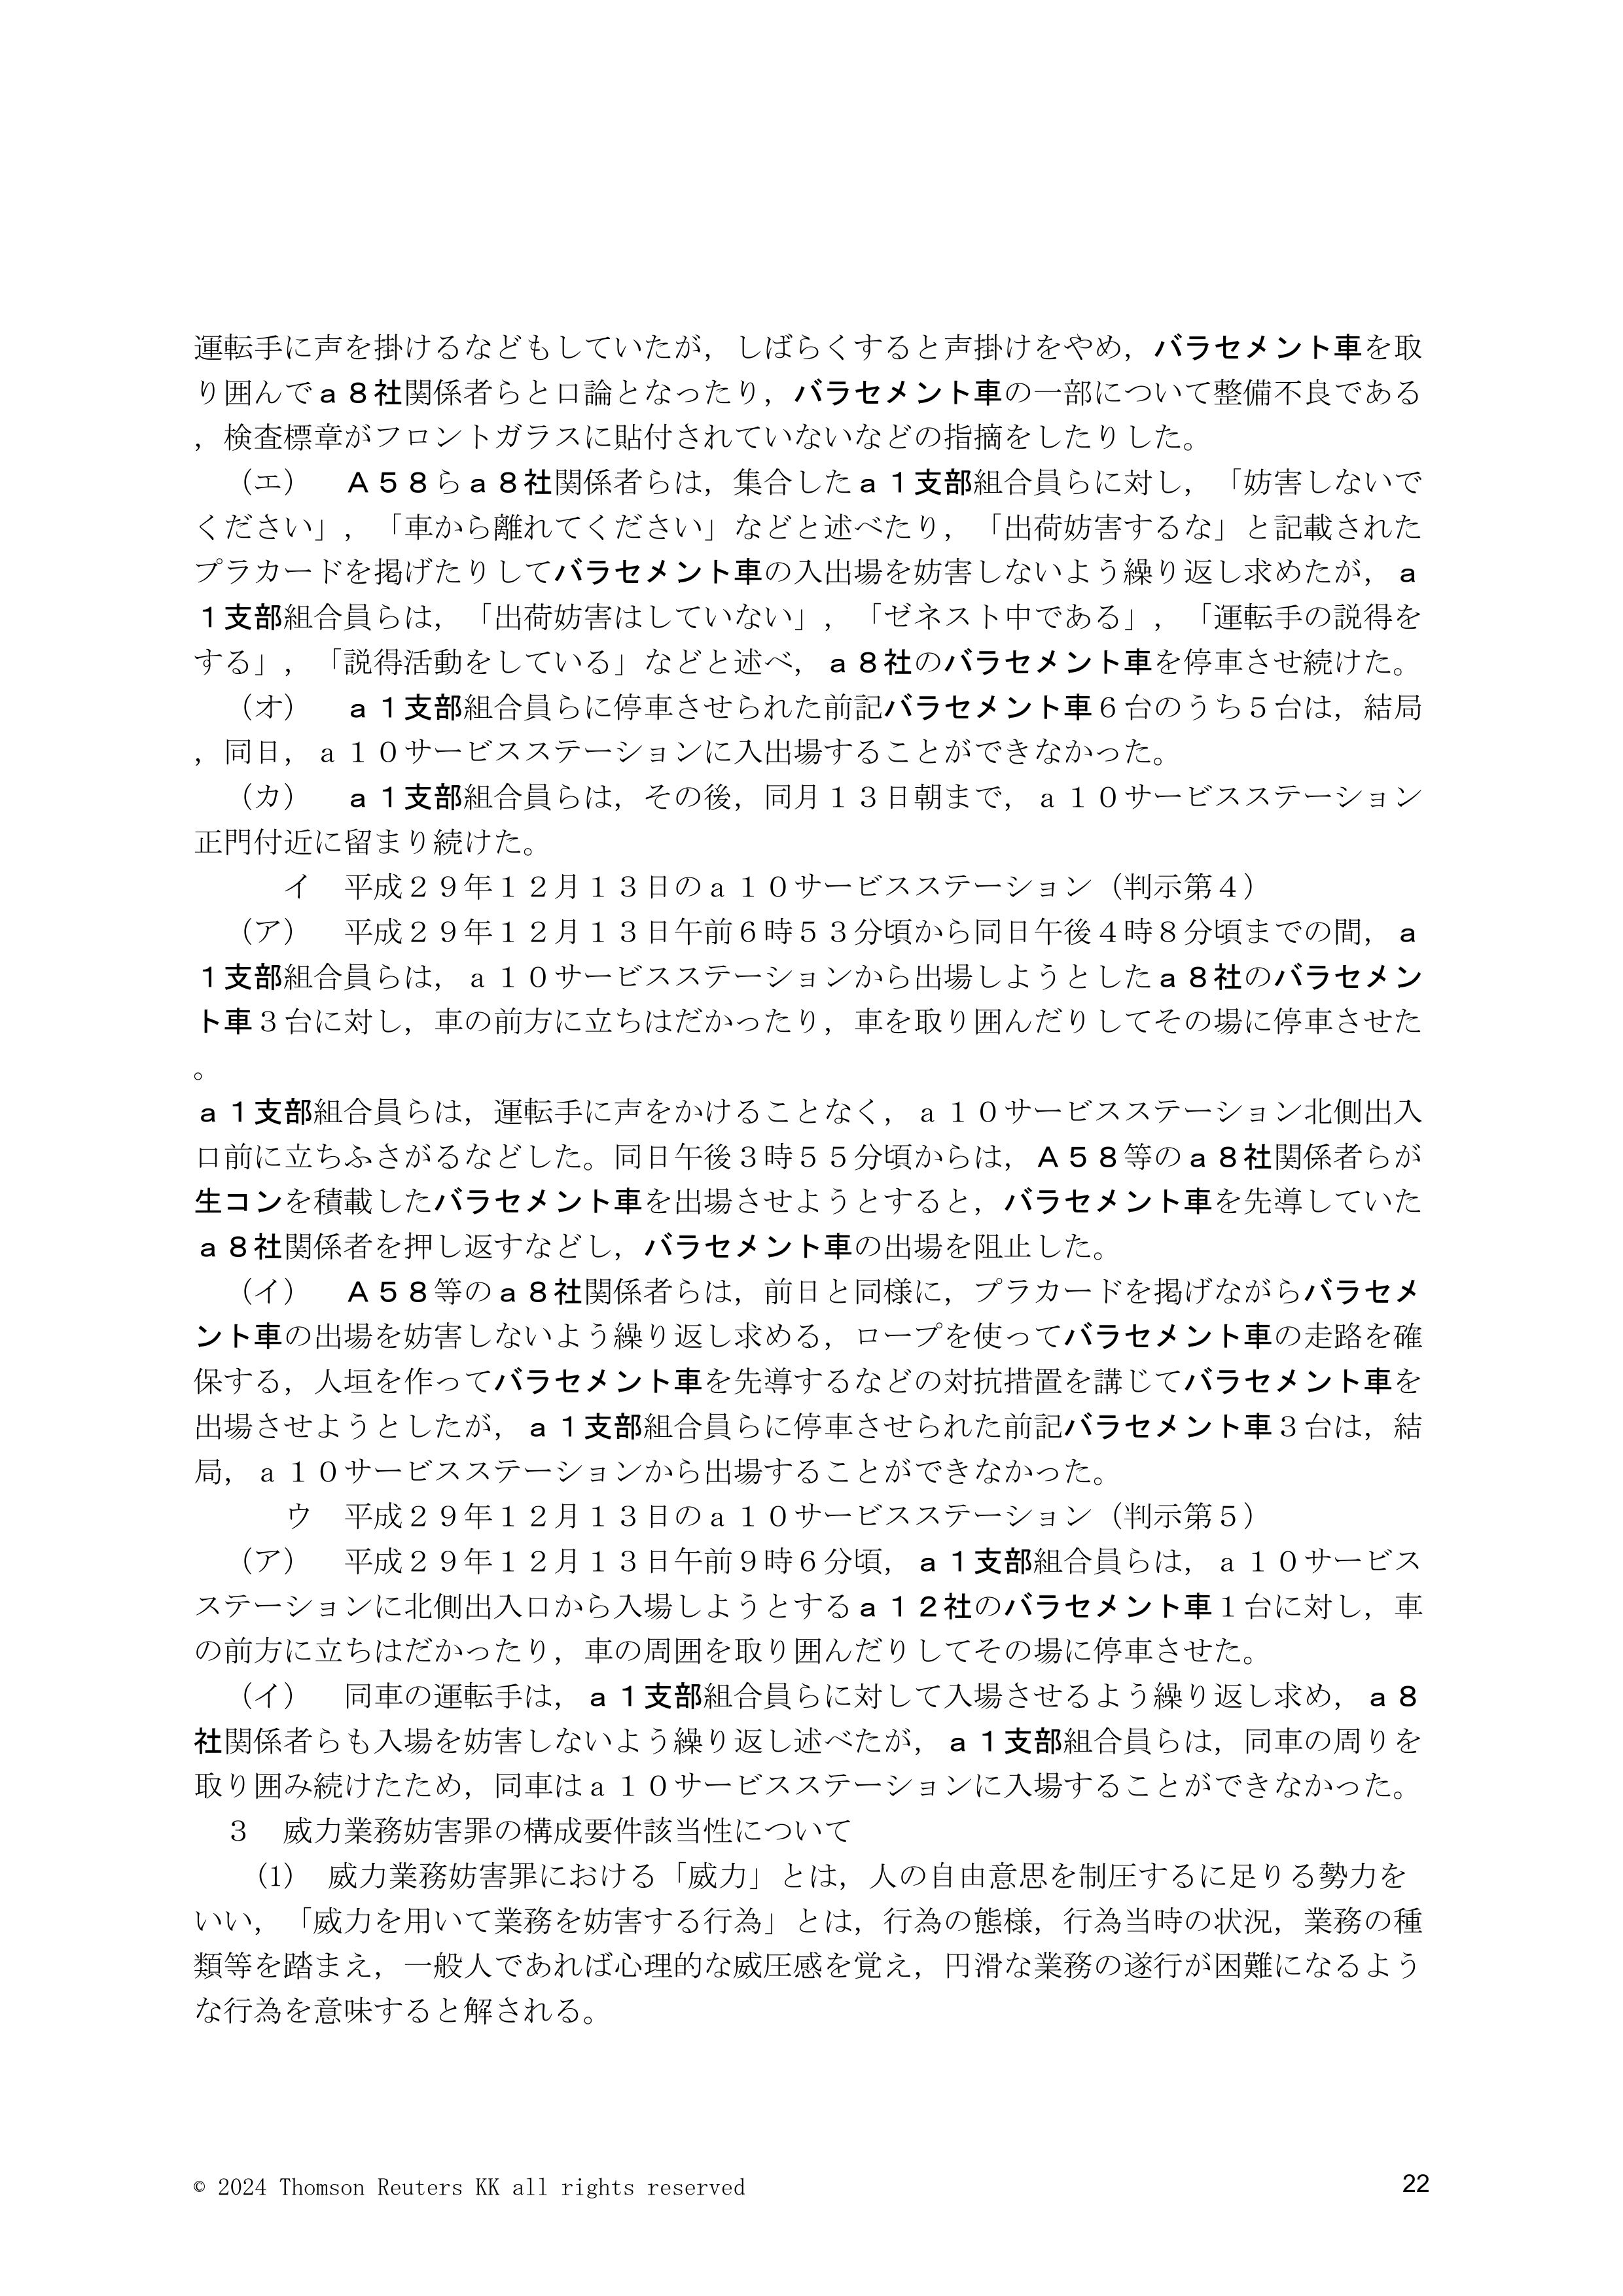 運転手に声を掛けるなどもしていたが，しばらくすると声掛けをやめ，バラセメント車を取
り囲んでａ８社関係者らと口論となったり，バラセメント車の一部について整備不良である
，検査標章がフロントガラスに貼付されていないなどの指摘をしたりした。
（エ）　Ａ５８らａ８社関係者らは，集合したａ１支部組合員らに対し，「妨害しないで
ください」，「車から離れてください」などと述べたり，「出荷妨害するな」と記載された
プラカードを掲げたりしてバラセメント車の入出場を妨害しないよう繰り返し求めたが，ａ
１支部組合員らは，「出荷妨害はしていない」，「ゼネスト中である」，「運転手の説得を
する」，「説得活動をしている」などと述べ，ａ８社のバラセメント車を停車させ続けた。
（オ）　ａ１支部組合員らに停車させられた前記バラセメント車６台のうち５台は，結局
，同日，ａ１０サービスステーションに入出場することができなかった。
（カ）　ａ１支部組合員らは，その後，同月１３日朝まで，ａ１０サービスステーション
正門付近に留まり続けた。
イ　平成２９年１２月１３日のａ１０サービスステーション（判示第４）
（ア）　平成２９年１２月１３日午前６時５３分頃から同日午後４時８分頃までの間，ａ
１支部組合員らは，ａ１０サービスステーションから出場しようとしたａ８社のバラセメン
ト車３台に対し，車の前方に立ちはだかったり，車を取り囲んだりしてその場に停車させた
。
ａ１支部組合員らは，運転手に声をかけることなく，ａ１０サービスステーション北側出入
口前に立ちふさがるなどした。同日午後３時５５分頃からは，Ａ５８等のａ８社関係者らが
生コンを積載したバラセメント車を出場させようとすると，バラセメント車を先導していた
ａ８社関係者を押し返すなどし，バラセメント車の出場を阻止した。
（イ）　Ａ５８等のａ８社関係者らは，前日と同様に，プラカードを掲げながらバラセメ
ント車の出場を妨害しないよう繰り返し求める，ロープを使ってバラセメント車の走路を確
保する，人垣を作ってバラセメント車を先導するなどの対抗措置を講じてバラセメント車を
出場させようとしたが，ａ１支部組合員らに停車させられた前記バラセメント車３台は，結
局，ａ１０サービスステーションから出場することができなかった。
ウ　平成２９年１２月１３日のａ１０サービスステーション（判示第５）
（ア）　平成２９年１２月１３日午前９時６分頃，ａ１支部組合員らは，ａ１０サービス
ステーションに北側出入口から入場しようとするａ１２社のバラセメント車１台に対し，車
の前方に立ちはだかったり，車の周囲を取り囲んだりしてその場に停車させた。
（イ）　同車の運転手は，ａ１支部組合員らに対して入場させるよう繰り返し求め，ａ８
社関係者らも入場を妨害しないよう繰り返し述べたが，ａ１支部組合員らは，同車の周りを
取り囲み続けたため，同車はａ１０サービスステーションに入場することができなかった。
３　威力業務妨害罪の構成要件該当性について
(1)　威力業務妨害罪における「威力」とは，人の自由意思を制圧するに足りる勢力を
いい，「威力を用いて業務を妨害する行為」とは，行為の態様，行為当時の状況，業務の種
類等を踏まえ，一般人であれば心理的な威圧感を覚え，円滑な業務の遂行が困難になるよう
な行為を意味すると解される。
© 2024 Thomson Reuters KK all rights reserved
22